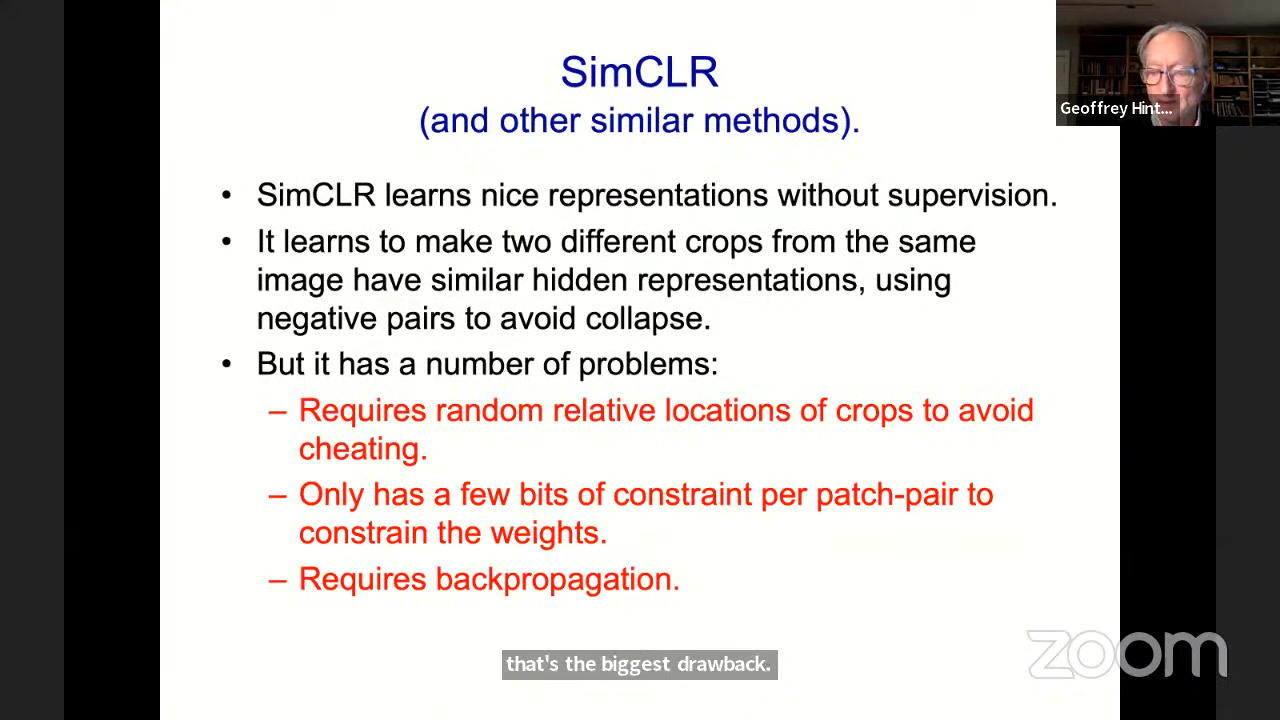 SimCLR
(and other similar methods).
Geoffrey Hint...
• SimCLR learns nice representations without supervision.
• It learns to make two different crops from the same
image have similar hidden representations, using
negative pairs to avoid collapse.
• But it has a number of problems:
– Requires random relative locations of crops to avoid
cheating.
– Only has a few bits of constraint per patch-pair to
constrain the weights.
– Requires backpropagation.
that's the biggest drawback.
zoom